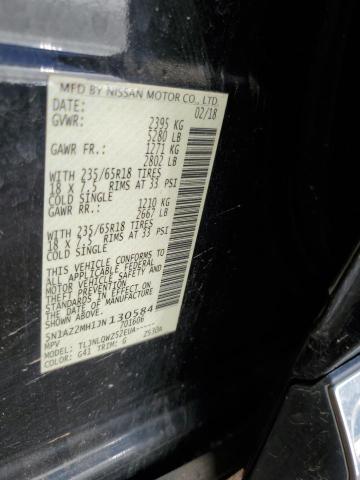 MFD BY NISSAN MOTOR CO., LTD.
DATE: 02/18
GVWR: 2395 KG
5280 LB
GAWR FR.: 1271 KG
2802 LB
WITH 235/65R18 TIRES
18 X 7.5 RIMS AT 33 PSI
COLD SINGLE
GAWR RR.: 1210 KG
2667 LB
WITH 235/65R18 TIRES
18 X 7.5 RIMS AT 33 PSI
COLD SINGLE
THIS VEHICLE CONFORMS TO ALL
APPLICABLE FEDERAL MOTOR
VEHICLE SAFETY, BUMPER AND
THEFT PREVENTION STANDARDS
IN EFFECT ON THE DATE OF
MANUFACTURE SHOWN ABOVE.
5N1AZ2MH1JN130584
MPV 701606
MODEL: TLJNLQWZ52EUA-----
COLOR: G41 TRIM: G